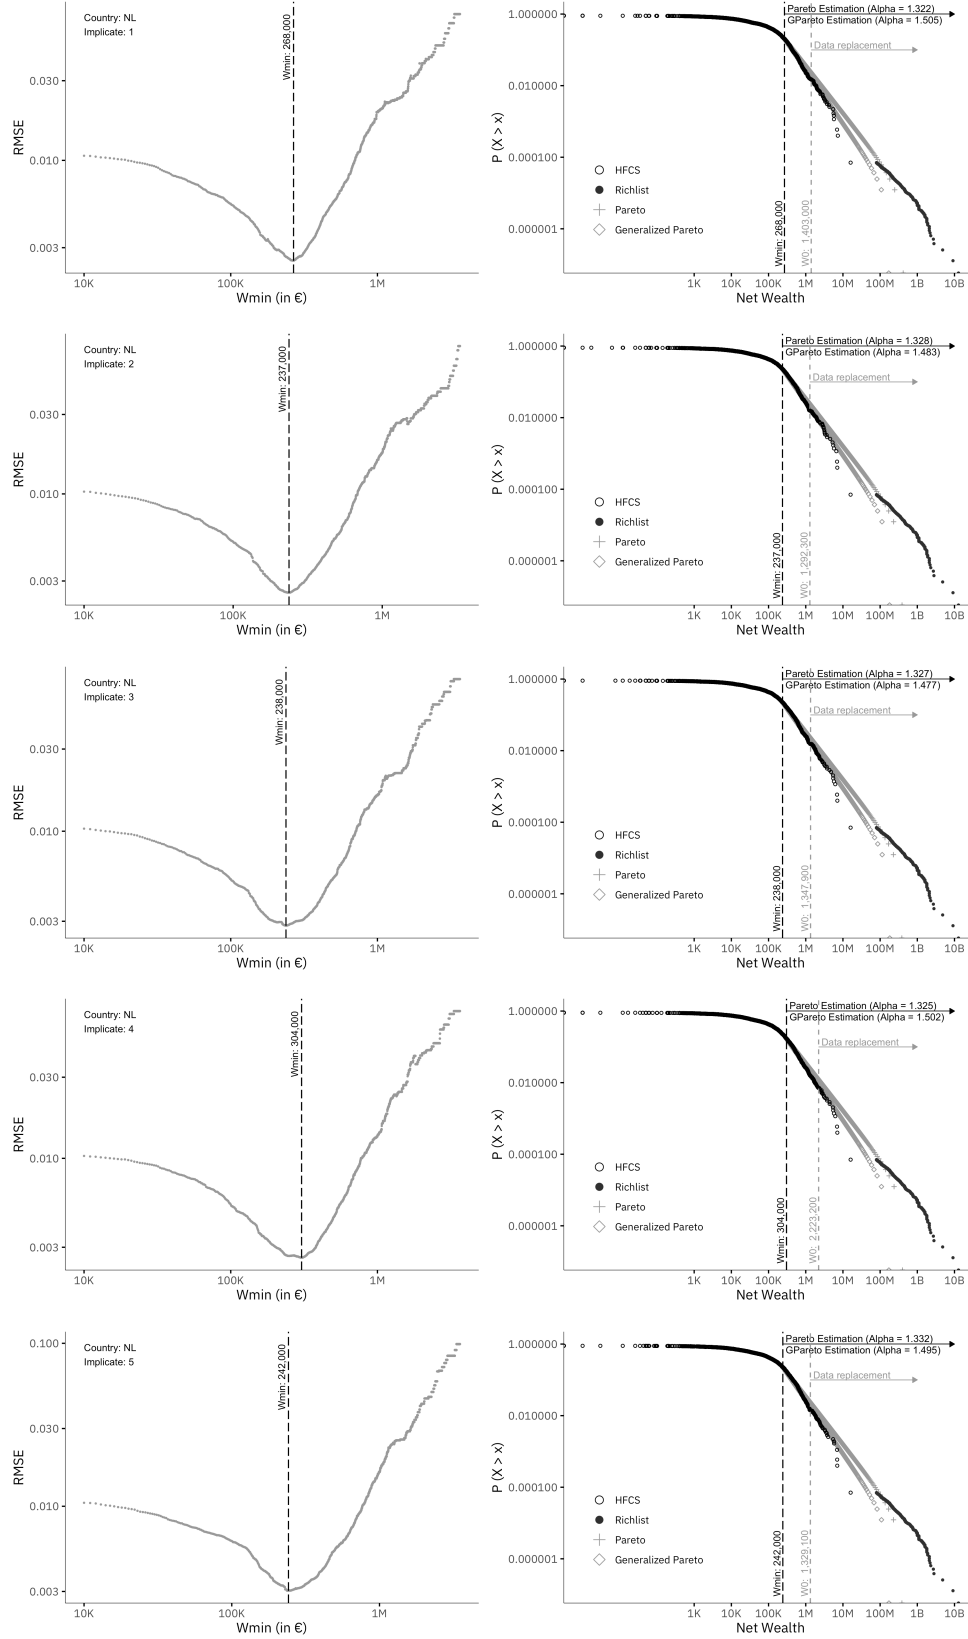 Country: NL
Implicate: 1
Wmin: 268,000
0.030
0.010
0.003
RMSE
10K 100K 1M
Wmin (in €)
Pareto Estimation (Alpha = 1.322)
GPareto Estimation (Alpha = 1.505)
Data replacement
1.000000
0.010000
0.000100
0.000001
P (X > x)
HFCS
Richlist
Pareto
Generalized Pareto
Wmin: 268,000
W0: 1,403,000
1K 10K 100K 1M 10M 100M 1B 10B
Net Wealth
Country: NL
Implicate: 2
Wmin: 237,000
0.030
0.010
0.003
RMSE
10K 100K 1M
Wmin (in €)
Pareto Estimation (Alpha = 1.328)
GPareto Estimation (Alpha = 1.483)
Data replacement
1.000000
0.010000
0.000100
0.000001
P (X > x)
HFCS
Richlist
Pareto
Generalized Pareto
Wmin: 237,000
W0: 1,292,300
1K 10K 100K 1M 10M 100M 1B 10B
Net Wealth
Country: NL
Implicate: 3
Wmin: 238,000
0.030
0.010
0.003
RMSE
10K 100K 1M
Wmin (in €)
Pareto Estimation (Alpha = 1.327)
GPareto Estimation (Alpha = 1.477)
Data replacement
1.000000
0.010000
0.000100
0.000001
P (X > x)
HFCS
Richlist
Pareto
Generalized Pareto
Wmin: 238,000
W0: 1,347,900
1K 10K 100K 1M 10M 100M 1B 10B
Net Wealth
Country: NL
Implicate: 4
Wmin: 304,000
0.030
0.010
0.003
RMSE
10K 100K 1M
Wmin (in €)
Pareto Estimation (Alpha = 1.325)
GPareto Estimation (Alpha = 1.502)
Data replacement
1.000000
0.010000
0.000100
0.000001
P (X > x)
HFCS
Richlist
Pareto
Generalized Pareto
Wmin: 304,000
W0: 2,223,200
1K 10K 100K 1M 10M 100M 1B 10B
Net Wealth
Country: NL
Implicate: 5
Wmin: 242,000
0.100
0.030
0.010
0.003
RMSE
10K 100K 1M
Wmin (in €)
Pareto Estimation (Alpha = 1.332)
GPareto Estimation (Alpha = 1.495)
Data replacement
1.000000
0.010000
0.000100
0.000001
P (X > x)
HFCS
Richlist
Pareto
Generalized Pareto
Wmin: 242,000
W0: 1,329,100
1K 10K 100K 1M 10M 100M 1B 10B
Net Wealth